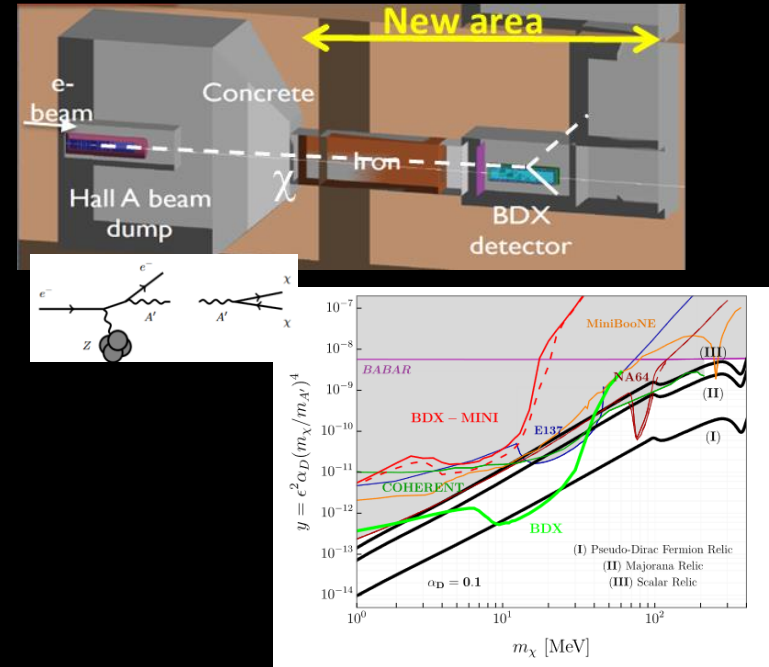 New area
e-
beam
Concrete
Iron
χ
Hall A beam
dump
BDX
detector
e⁻
e⁻
A'
A'
χ
χ
Z
10⁻⁷
10⁻⁸
10⁻⁹
10⁻¹⁰
10⁻¹¹
10⁻¹²
10⁻¹³
10⁻¹⁴
y = ϵ²α_D(m_χ/m_A')⁴
MiniBooNE
(III)
BABAR
NA64
(II)
BDX − MINI
E137
(I)
COHERENT
BDX
(I) Pseudo-Dirac Fermion Relic
(II) Majorana Relic
(III) Scalar Relic
α_D = 0.1
10⁰
10¹
10²
m_χ [MeV]